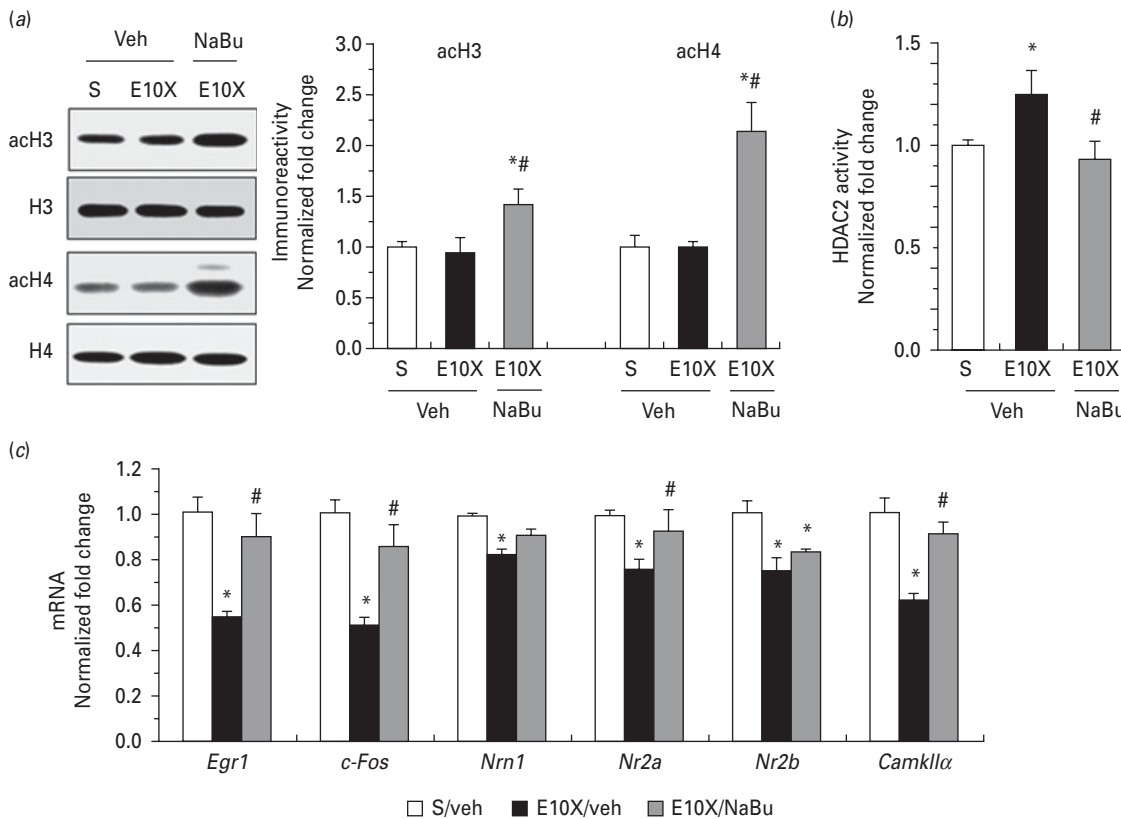 (a)
Veh NaBu
S E10X E10X
acH3
H3
acH4
H4
Immunoreactivity
Normalized fold change
3.0
2.5
2.0
1.5
1.0
0.5
0.0
acH3 acH4
*# *#
S E10X E10X S E10X E10X
Veh NaBu Veh NaBu
(b)
HDAC2 activity
Normalized fold change
1.5
1.0
0.5
0.0
* #
S E10X E10X
Veh NaBu
(c)
mRNA
Normalized fold change
1.2
1.0
0.8
0.6
0.4
0.2
0.0
* # * # * * # * * * #
Egr1 c-Fos Nrn1 Nr2a Nr2b CamkIIα
S/veh E10X/veh E10X/NaBu